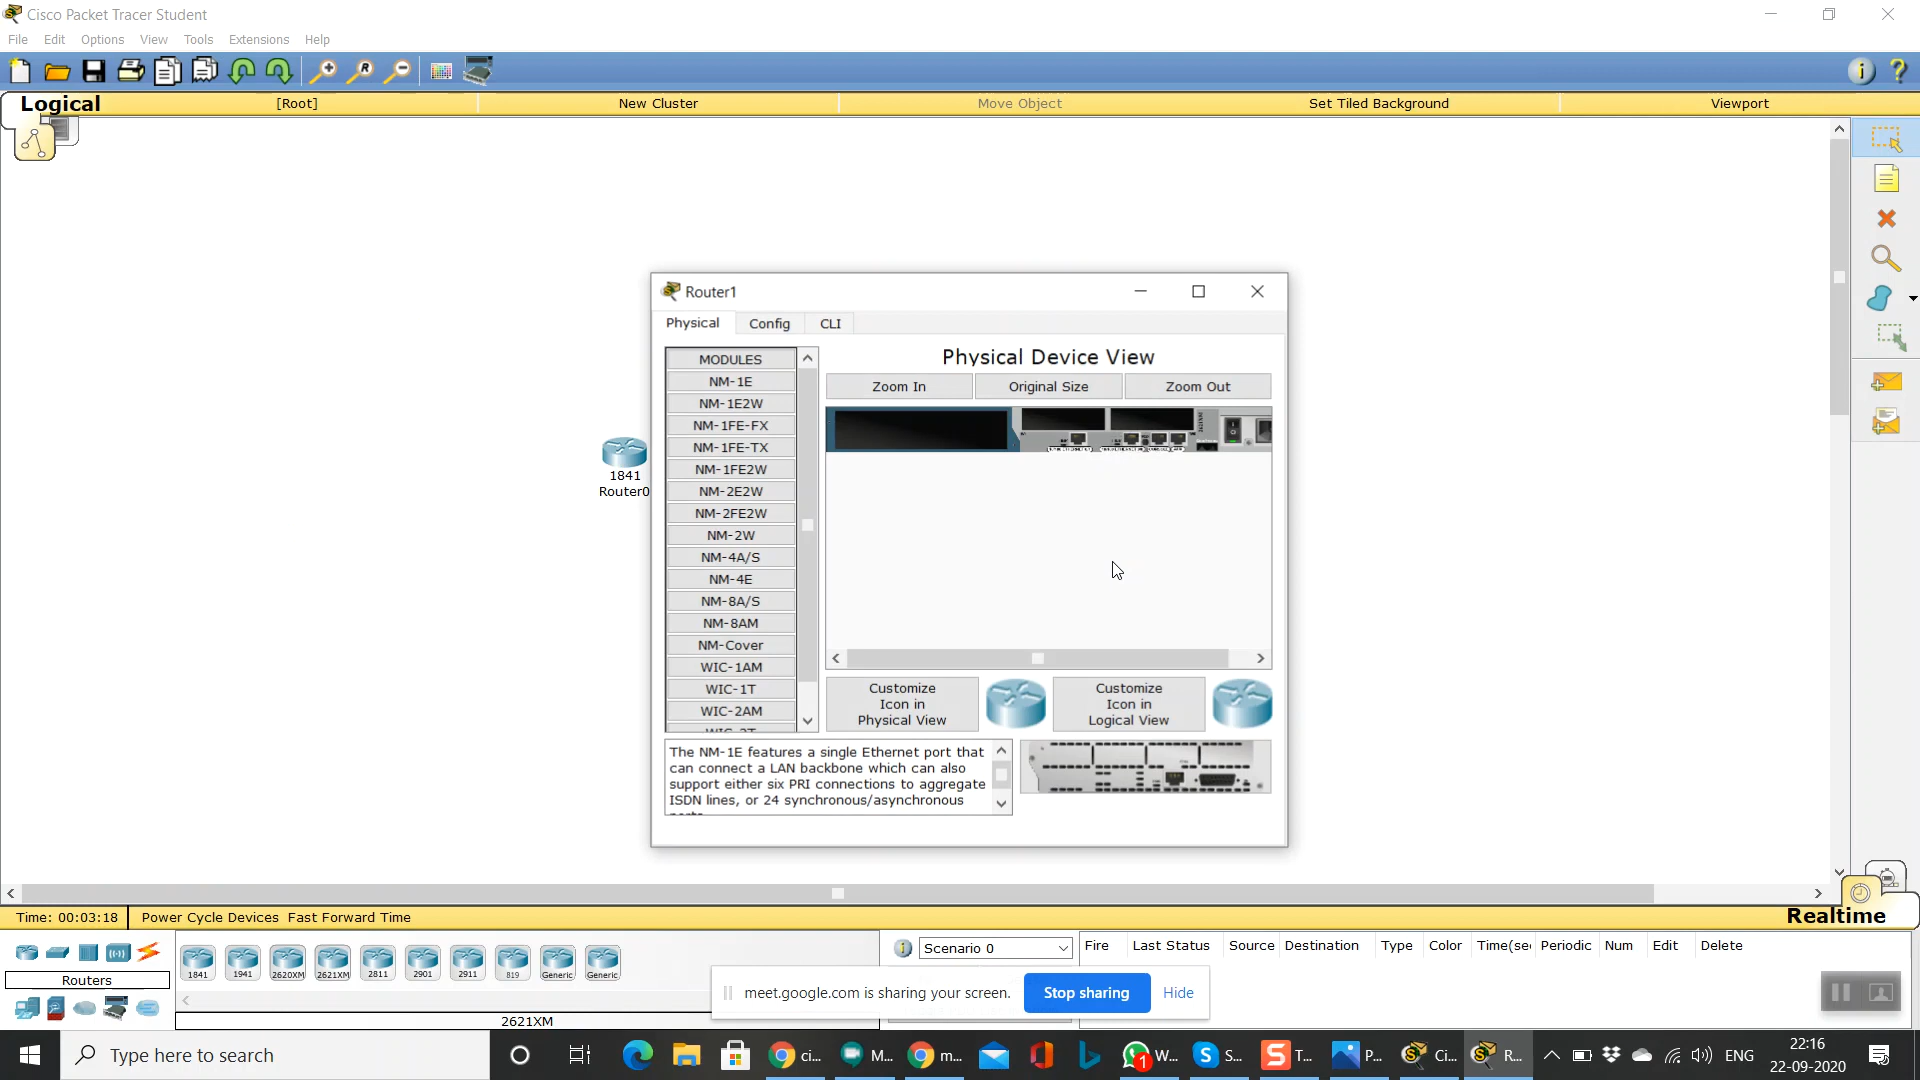 Cisco Packet Tracer Student
File Edit Options View Tools Extensions Help
Logical [Root] New Cluster Move Object Set Tiled Background Viewport
Router1
Physical Config CLI
MODULES
NM-1E
NM-1E2W
NM-1FE-FX
NM-1FE-TX
NM-1FE2W
NM-2E2W
NM-2FE2W
NM-2W
NM-4A/S
NM-4E
NM-8A/S
NM-8AM
NM-Cover
WIC-1AM
WIC-1T
WIC-2AM
Physical Device View
Zoom In Original Size Zoom Out
1841
Router0
Customize
Icon in
Physical View
Customize
Icon in
Logical View
The NM-1E features a single Ethernet port that
can connect a LAN backbone which can also
support either six PRI connections to aggregate
ISDN lines, or 24 synchronous/asynchronous
Time: 00:03:18 Power Cycle Devices Fast Forward Time Realtime
Routers
1841 1941 2620XM 2621XM 2811 2901 2911 819 Generic Generic
2621XM
Scenario 0
Fire Last Status Source Destination Type Color Time(se Periodic Num Edit Delete
meet.google.com is sharing your screen. Stop sharing Hide
Type here to search
ci... M... m... 1 W... S... T... P... Ci... R...
ENG
22:16
22-09-2020